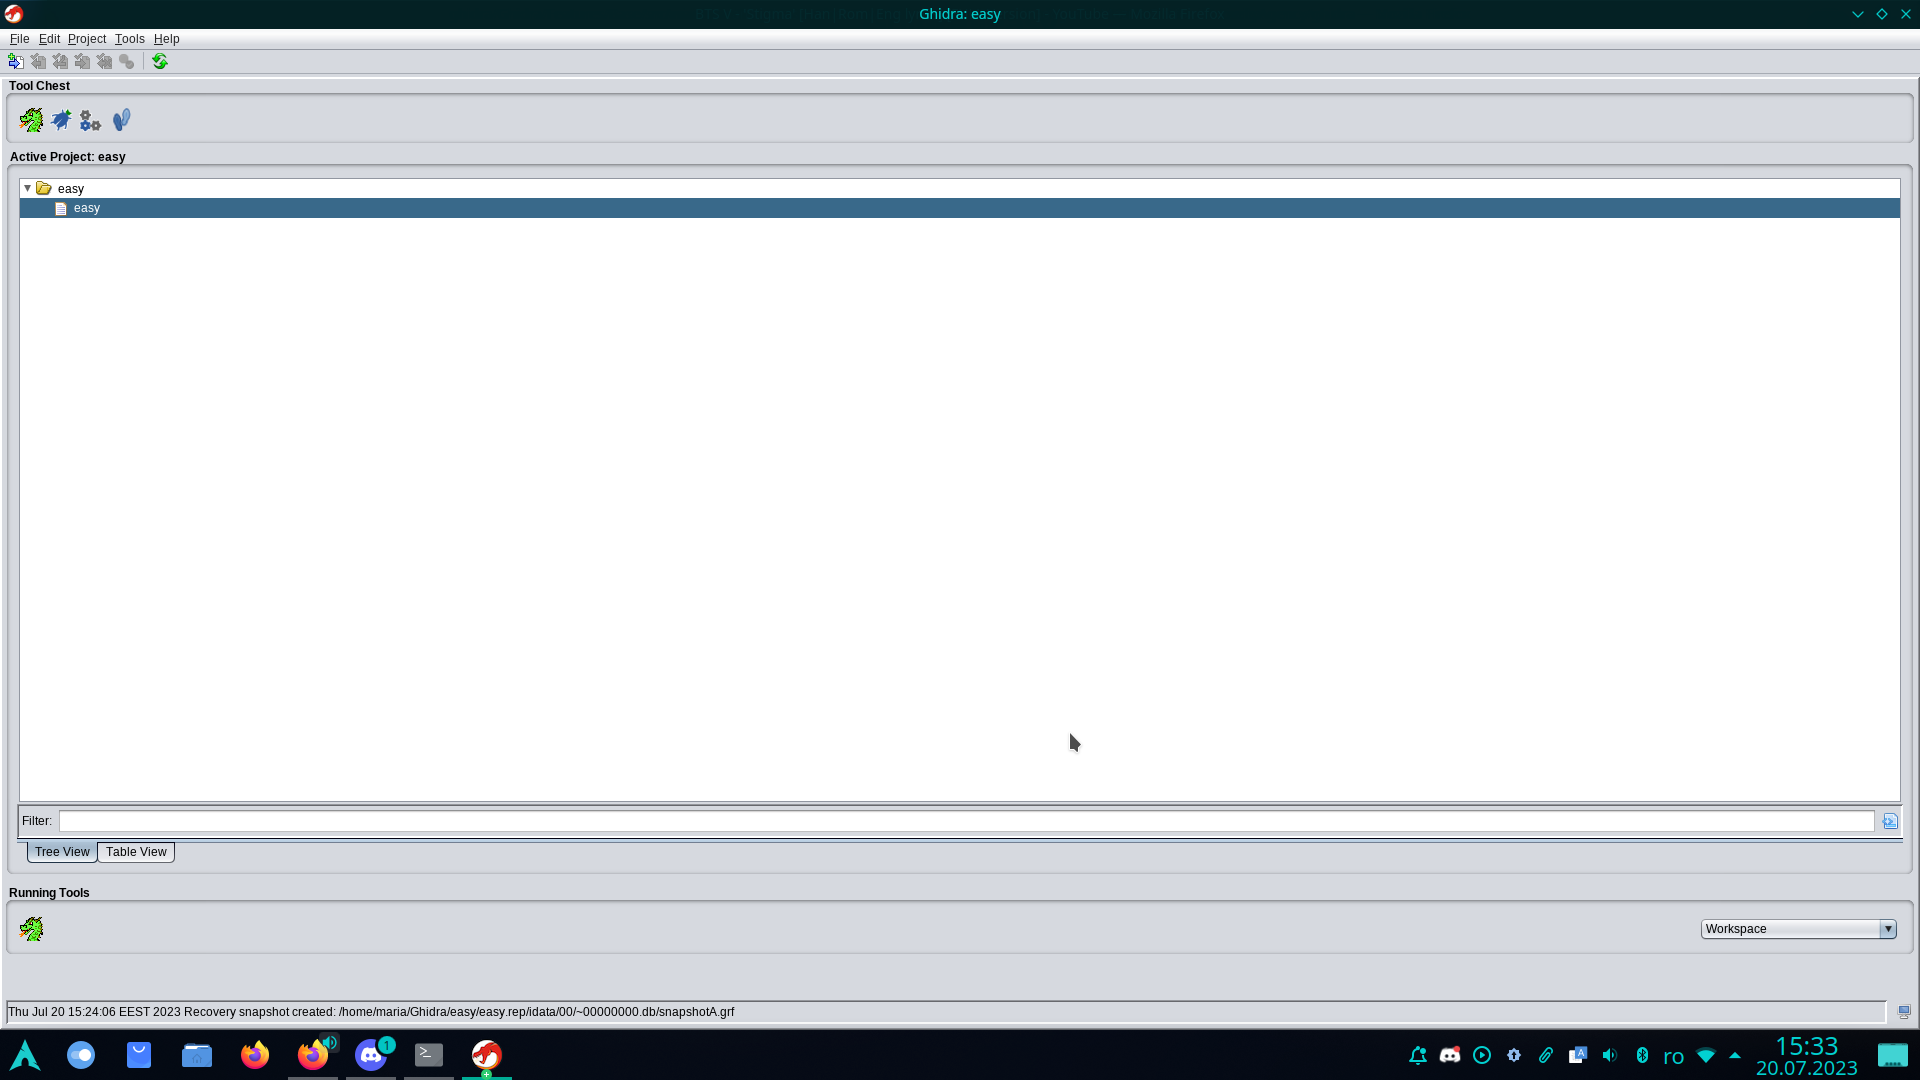 Ghidra: easy
File Edit Project Tools Help
Tool Chest
Active Project: easy
easy
easy
Filter:
Tree View Table View
Running Tools
Workspace
Thu Jul 20 15:24:06 EEST 2023 Recovery snapshot created: /home/maria/Ghidra/easy/easy.rep/idata/00/~00000000.db/snapshotA.grf
1
ro
15:33
20.07.2023